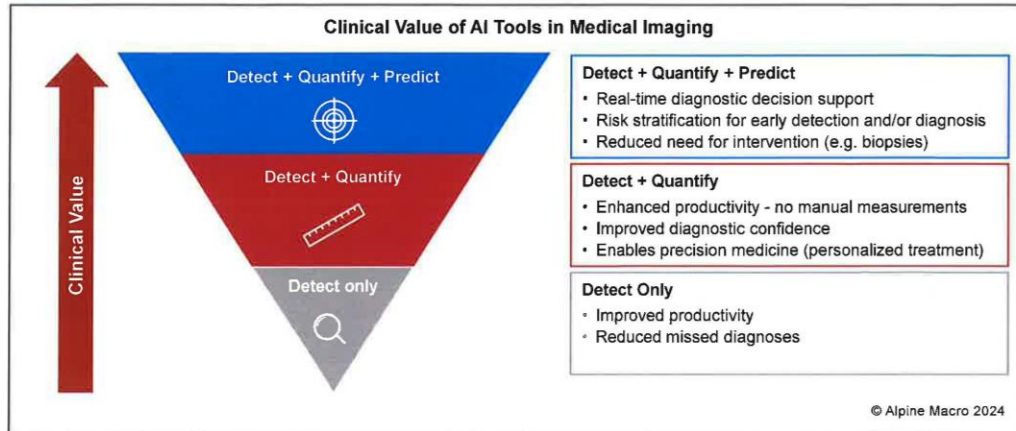 Clinical Value of AI Tools in Medical Imaging
Clinical Value
Detect + Quantify + Predict
Detect + Quantify
Detect only
Detect + Quantify + Predict
• Real-time diagnostic decision support
• Risk stratification for early detection and/or diagnosis
• Reduced need for intervention (e.g. biopsies)
Detect + Quantify
• Enhanced productivity - no manual measurements
• Improved diagnostic confidence
• Enables precision medicine (personalized treatment)
Detect Only
• Improved productivity
• Reduced missed diagnoses
© Alpine Macro 2024